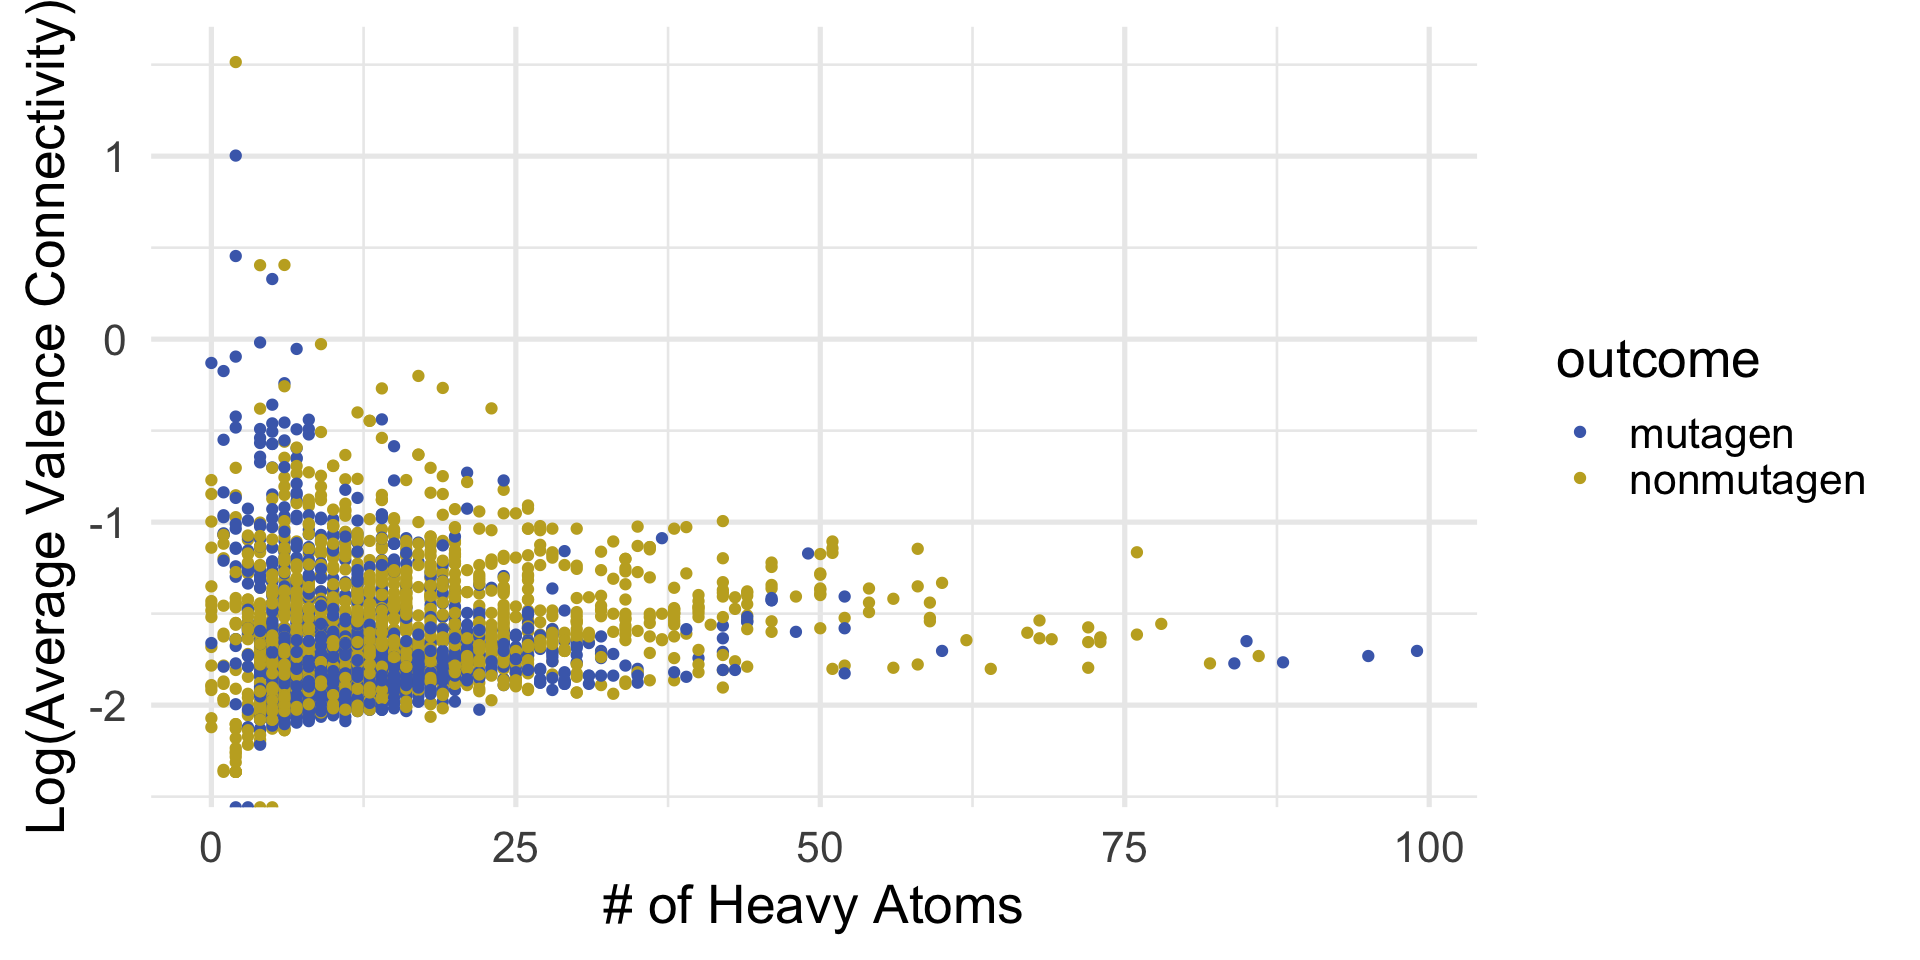 Log(Average Valence Connectivity)
1
0
-1
-2
0 25 50 75 100
# of Heavy Atoms
outcome
mutagen
nonmutagen